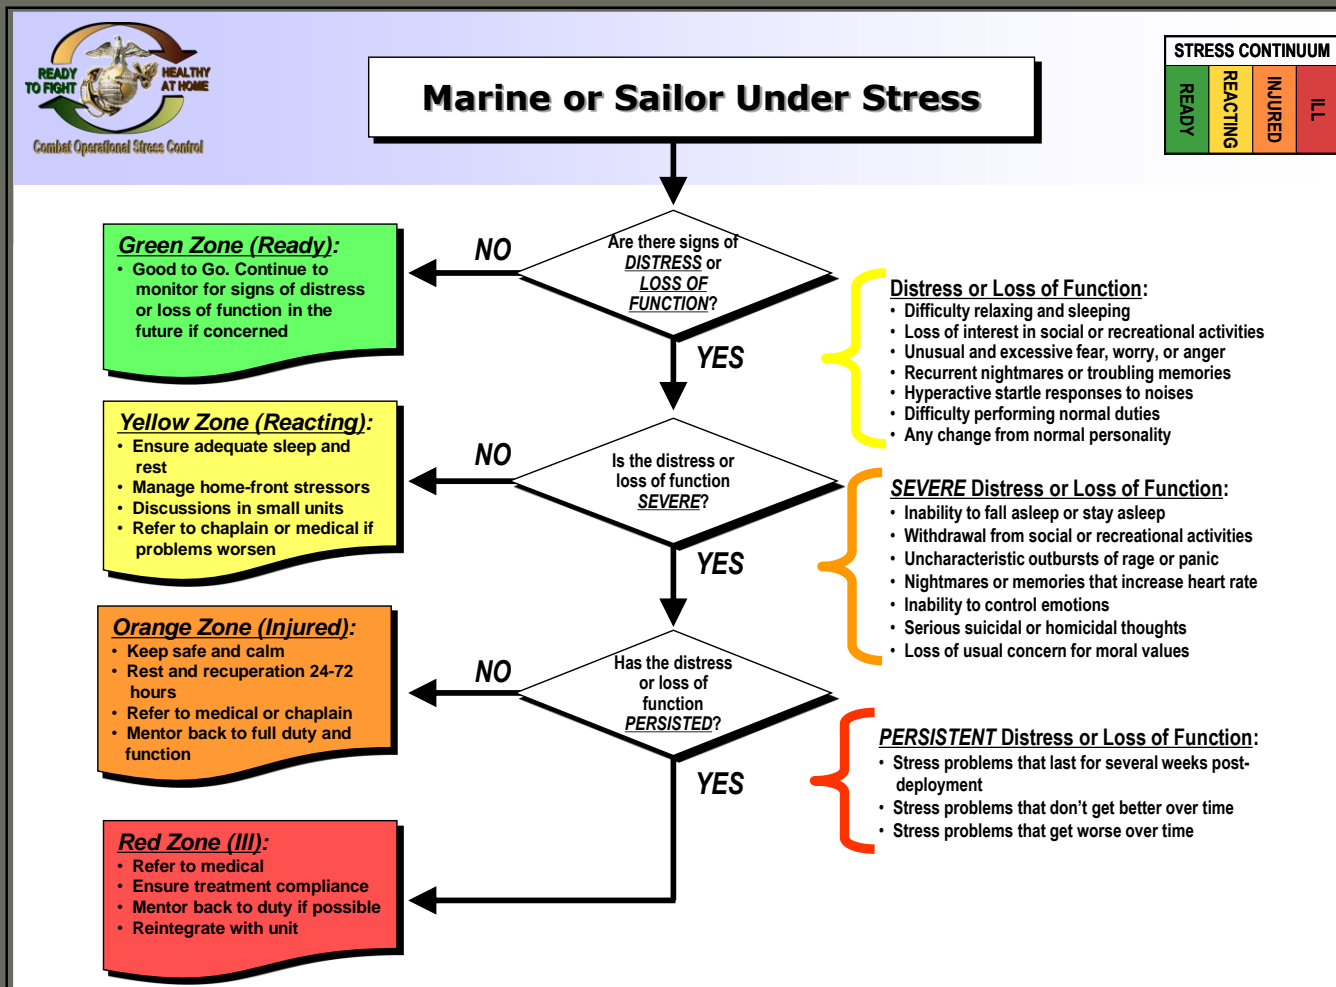 READY
TO FIGHT
HEALTHY
AT HOME
Combat Operational Stress Control
Marine or Sailor Under Stress
STRESS CONTINUUM
READY
REACTING
INJURED
ILL
Are there signs of
DISTRESS or
LOSS OF
FUNCTION?
NO
YES
Green Zone (Ready):
• Good to Go. Continue to
monitor for signs of distress
or loss of function in the
future if concerned
Distress or Loss of Function:
• Difficulty relaxing and sleeping
• Loss of interest in social or recreational activities
• Unusual and excessive fear, worry, or anger
• Recurrent nightmares or troubling memories
• Hyperactive startle responses to noises
• Difficulty performing normal duties
• Any change from normal personality
Is the distress or
loss of function
SEVERE?
NO
YES
Yellow Zone (Reacting):
• Ensure adequate sleep and
rest
• Manage home-front stressors
• Discussions in small units
• Refer to chaplain or medical if
problems worsen
SEVERE Distress or Loss of Function:
• Inability to fall asleep or stay asleep
• Withdrawal from social or recreational activities
• Uncharacteristic outbursts of rage or panic
• Nightmares or memories that increase heart rate
• Inability to control emotions
• Serious suicidal or homicidal thoughts
• Loss of usual concern for moral values
Has the distress
or loss of
function
PERSISTED?
NO
YES
Orange Zone (Injured):
• Keep safe and calm
• Rest and recuperation 24-72
hours
• Refer to medical or chaplain
• Mentor back to full duty and
function
PERSISTENT Distress or Loss of Function:
• Stress problems that last for several weeks post-
deployment
• Stress problems that don't get better over time
• Stress problems that get worse over time
Red Zone (Ill):
• Refer to medical
• Ensure treatment compliance
• Mentor back to duty if possible
• Reintegrate with unit